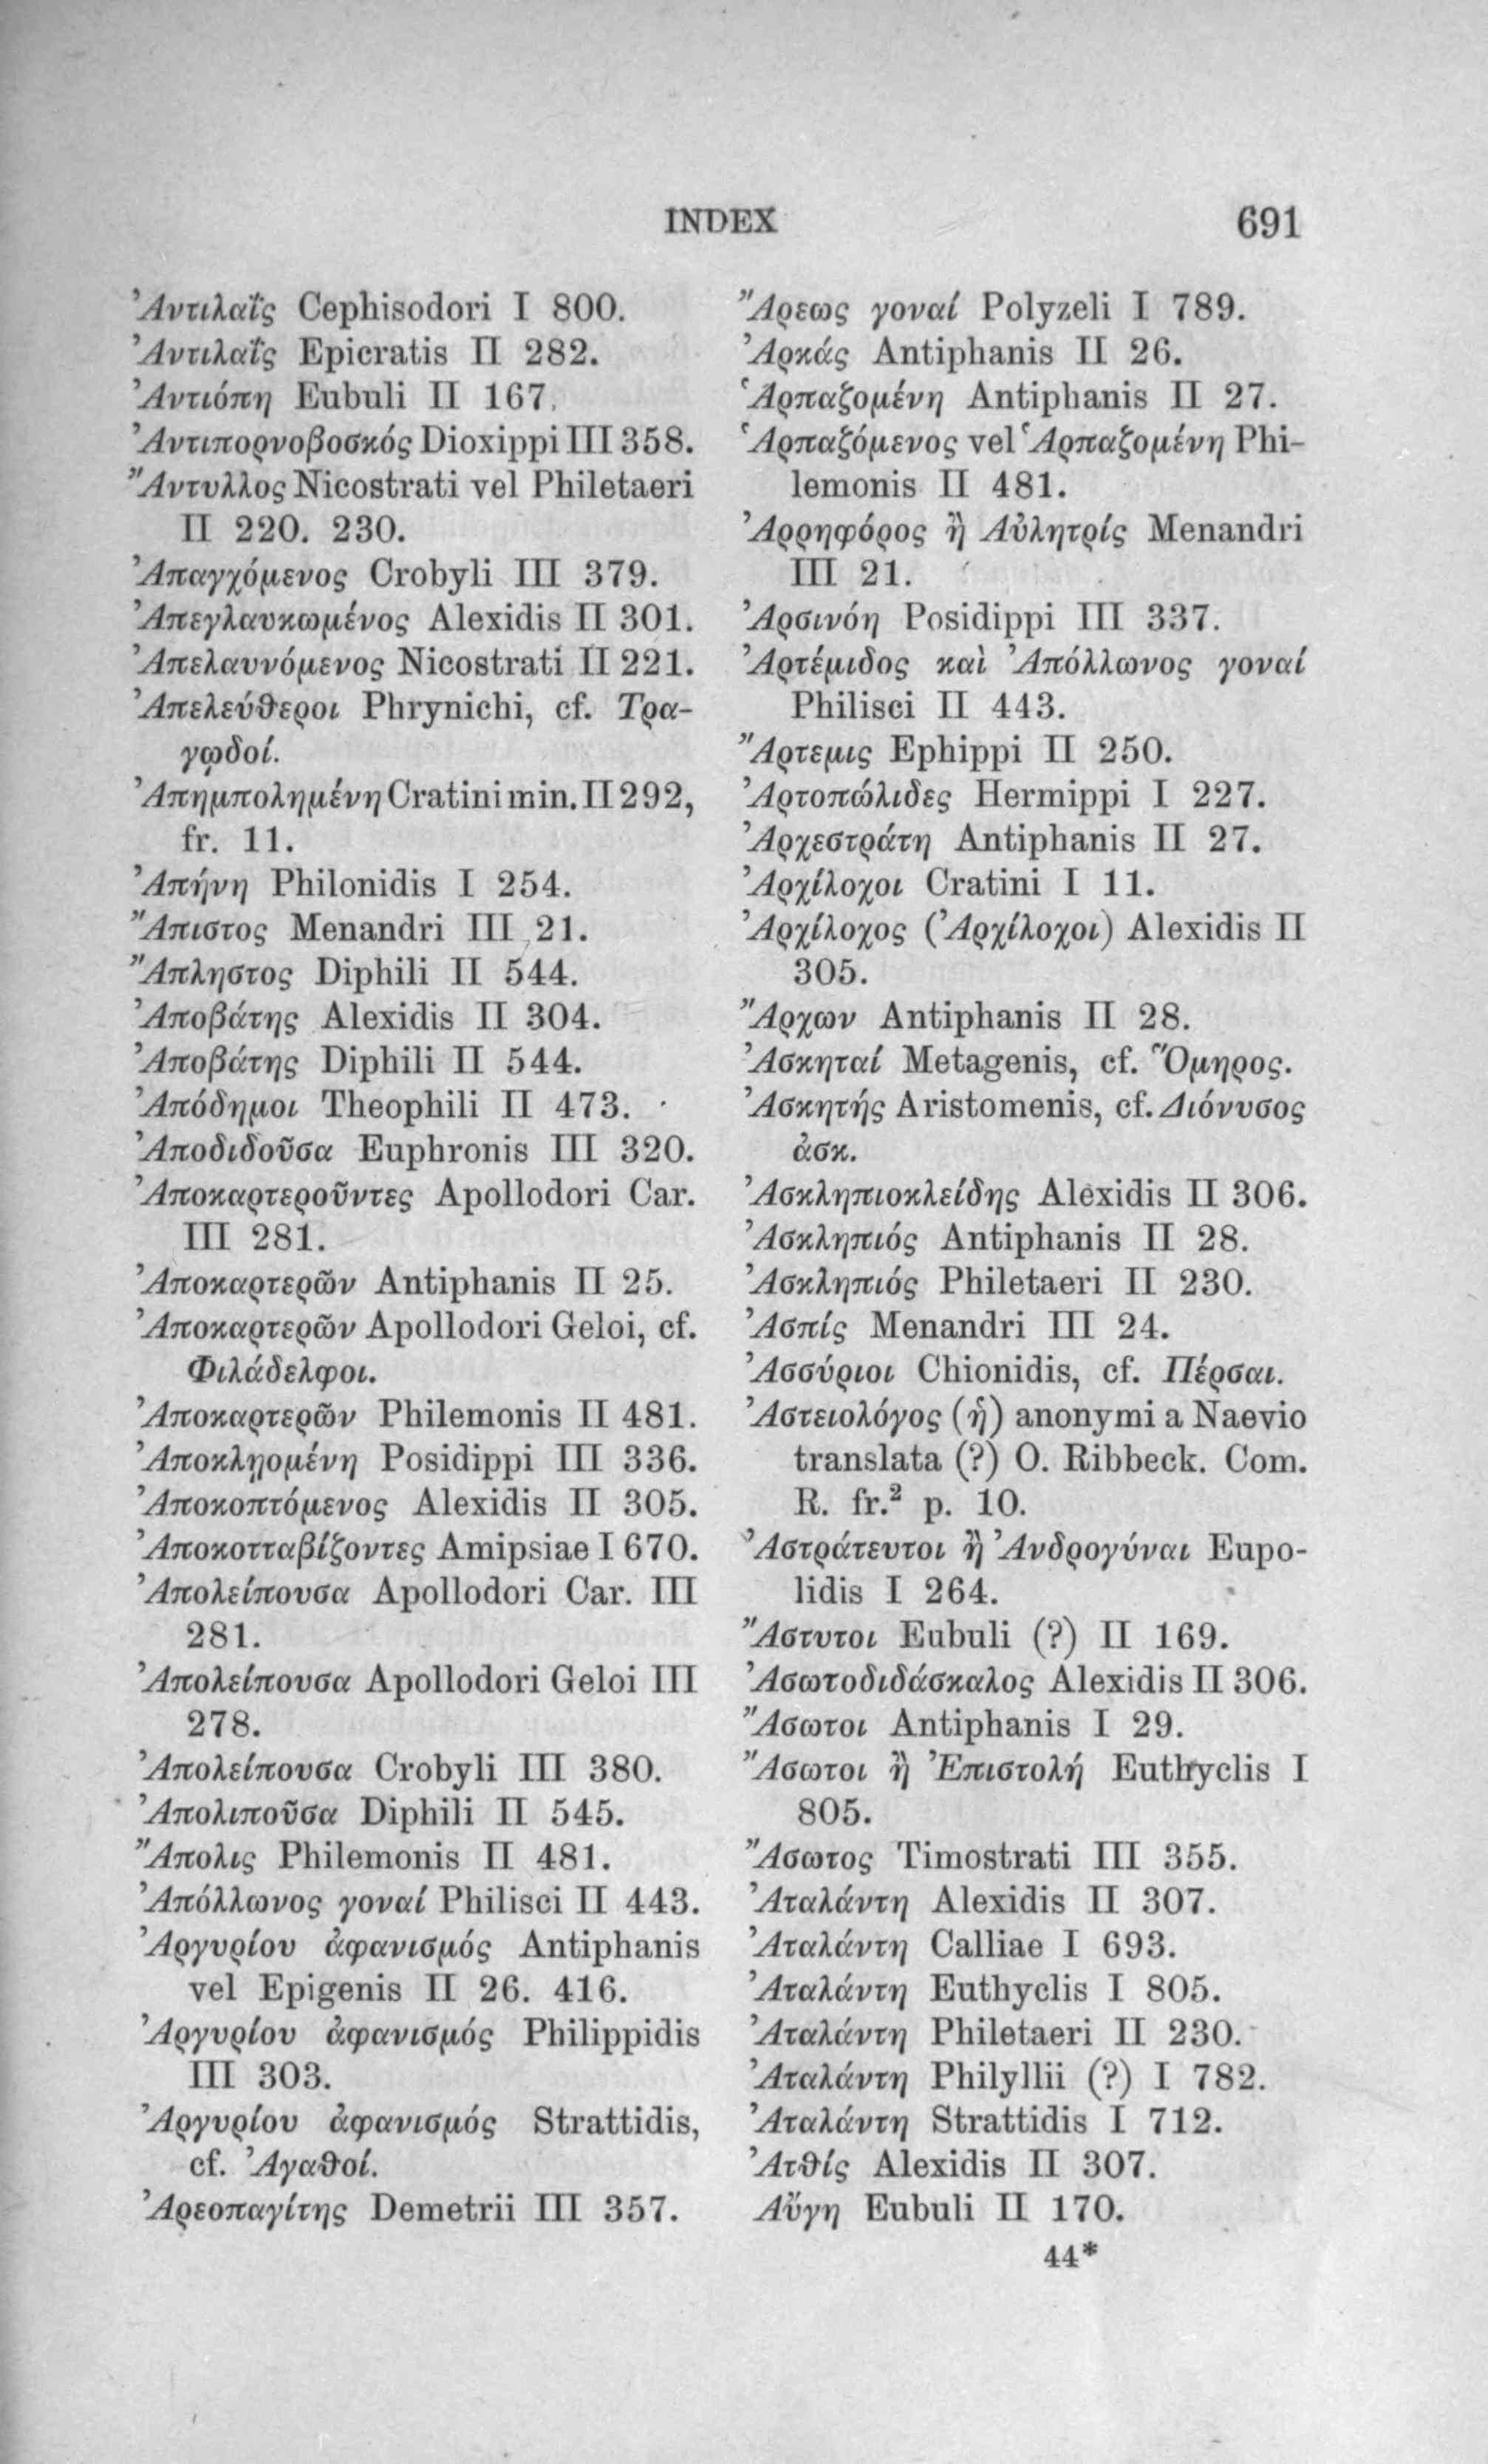 INDEX 691
Ἀντιλαΐς Cephisodori I 800.
Ἀντιλαΐς Epicratis II 282.
Ἀντιόπη Eubuli II 167.
Ἀντιπορνοβοσκός Dioxippi III 358.
Ἄντυλλος Nicostrati vel Philetaeri
II 220. 230.
Ἀπαγχόμενος Crobyli III 379.
Ἀπεγλαυκωμένος Alexidis II 301.
Ἀπελαυνόμενος Nicostrati II 221.
Ἀπελεύθεροι Phrynichi, cf. Τρα-
γῳδοί.
Ἀπημπολημένη Cratini min. II 292,
fr. 11.
Ἀπήνη Philonidis I 254.
Ἄπιστος Menandri III 21.
Ἄπληστος Diphili II 544.
Ἀποβάτης Alexidis II 304.
Ἀποβάτης Diphili II 544.
Ἀπόδημοι Theophili II 473.
Ἀποδιδοῦσα Euphronis III 320.
Ἀποκαρτεροῦντες Apollodori Car.
III 281.
Ἀποκαρτερῶν Antiphanis II 25.
Ἀποκαρτερῶν Apollodori Geloi, cf.
Φιλάδελφοι.
Ἀποκαρτερῶν Philemonis II 481.
Ἀποκλῃομένη Posidippi III 336.
Ἀποκοπτόμενος Alexidis II 305.
Ἀποκοτταβίζοντες Amipsiae I 670.
Ἀπολείπουσα Apollodori Car. III
281.
Ἀπολείπουσα Apollodori Geloi III
278.
Ἀπολείπουσα Crobyli III 380.
Ἀπολιποῦσα Diphili II 545.
Ἄπολις Philemonis II 481.
Ἀπόλλωνος γοναί Philisci II 443.
Ἀργυρίου ἀφανισμός Antiphanis
vel Epigenis II 26. 416.
Ἀργυρίου ἀφανισμός Philippidis
III 303.
Ἀργυρίου ἀφανισμός Strattidis,
cf. Ἀγαθοί.
Ἀρεοπαγίτης Demetrii III 357.
Ἄρεως γοναί Polyzeli I 789.
Ἀρκάς Antiphanis II 26.
Ἁρπαζομένη Antiphanis II 27.
Ἁρπαζόμενος vel Ἁρπαζομένη Phi-
lemonis II 481.
Ἀρρηφόρος ἢ Αὐλητρίς Menandri
III 21.
Ἀρσινόη Posidippi III 337.
Ἀρτέμιδος καὶ Ἀπόλλωνος γοναί
Philisci II 443.
Ἄρτεμις Ephippi II 250.
Ἀρτοπώλιδες Hermippi I 227.
Ἀρχεστράτη Antiphanis II 27.
Ἀρχίλοχοι Cratini I 11.
Ἀρχίλοχος (Ἀρχίλοχοι) Alexidis II
305.
Ἄρχων Antiphanis II 28.
Ἀσκηταί Metagenis, cf. Ὅμηρος.
Ἀσκητής Aristomenis, cf. Διόνυσος
ἀσκ.
Ἀσκληπιοκλείδης Alexidis II 306.
Ἀσκληπιός Antiphanis II 28.
Ἀσκληπιός Philetaeri II 230.
Ἀσπίς Menandri III 24.
Ἀσσύριοι Chionidis, cf. Πέρσαι.
Ἀστειολόγος (ἡ) anonymi a Naevio
translata (?) O. Ribbeck. Com.
R. fr.² p. 10.
Ἀστράτευτοι ἢ Ἀνδρογύναι Eupo-
lidis I 264.
Ἄστυτοι Eubuli (?) II 169.
Ἀσωτοδιδάσκαλος Alexidis II 306.
Ἄσωτοι Antiphanis I 29.
Ἄσωτοι ἢ Ἐπιστολή Euthyclis I
805.
Ἄσωτος Timostrati III 355.
Ἀταλάντη Alexidis II 307.
Ἀταλάντη Calliae I 693.
Ἀταλάντη Euthyclis I 805.
Ἀταλάντη Philetaeri II 230.
Ἀταλάντη Philyllii (?) I 782.
Ἀταλάντη Strattidis I 712.
Ἀτθίς Alexidis II 307.
Αὔγη Eubuli II 170.
44*